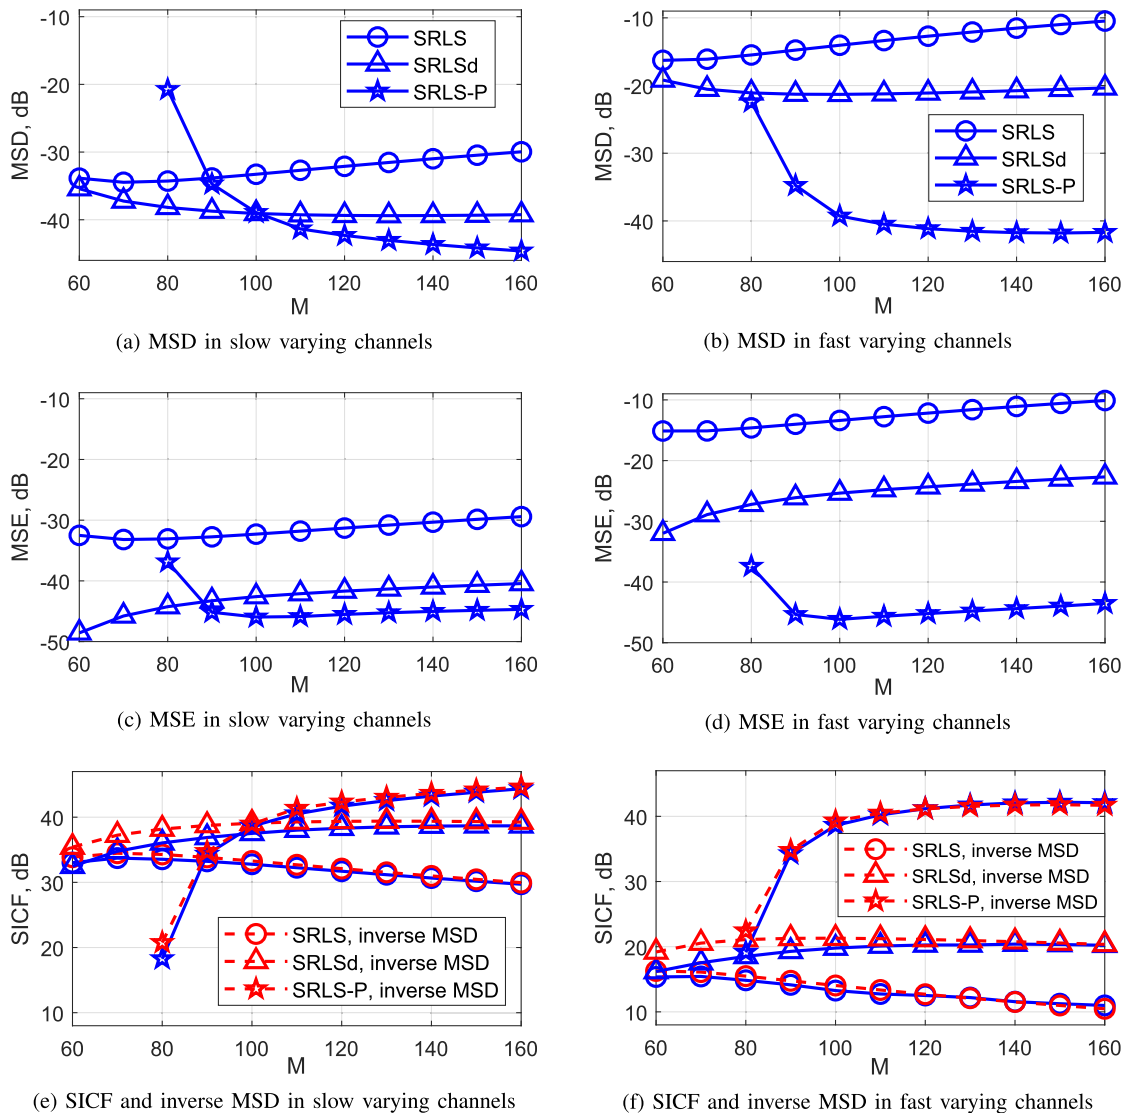 -10
-20
-30
-40
MSD, dB
SRLS
SRLSd
SRLS-P
60 80 100 120 140 160
M
(a) MSD in slow varying channels
-10
-20
-30
-40
MSD, dB
SRLS
SRLSd
SRLS-P
60 80 100 120 140 160
M
(b) MSD in fast varying channels
-10
-20
-30
-40
-50
MSE, dB
60 80 100 120 140 160
M
(c) MSE in slow varying channels
-10
-20
-30
-40
-50
MSE, dB
60 80 100 120 140 160
M
(d) MSE in fast varying channels
40
30
20
10
SICF, dB
SRLS, inverse MSD
SRLSd, inverse MSD
SRLS-P, inverse MSD
60 80 100 120 140 160
M
(e) SICF and inverse MSD in slow varying channels
40
30
20
10
SICF, dB
SRLS, inverse MSD
SRLSd, inverse MSD
SRLS-P, inverse MSD
60 80 100 120 140 160
M
(f) SICF and inverse MSD in fast varying channels